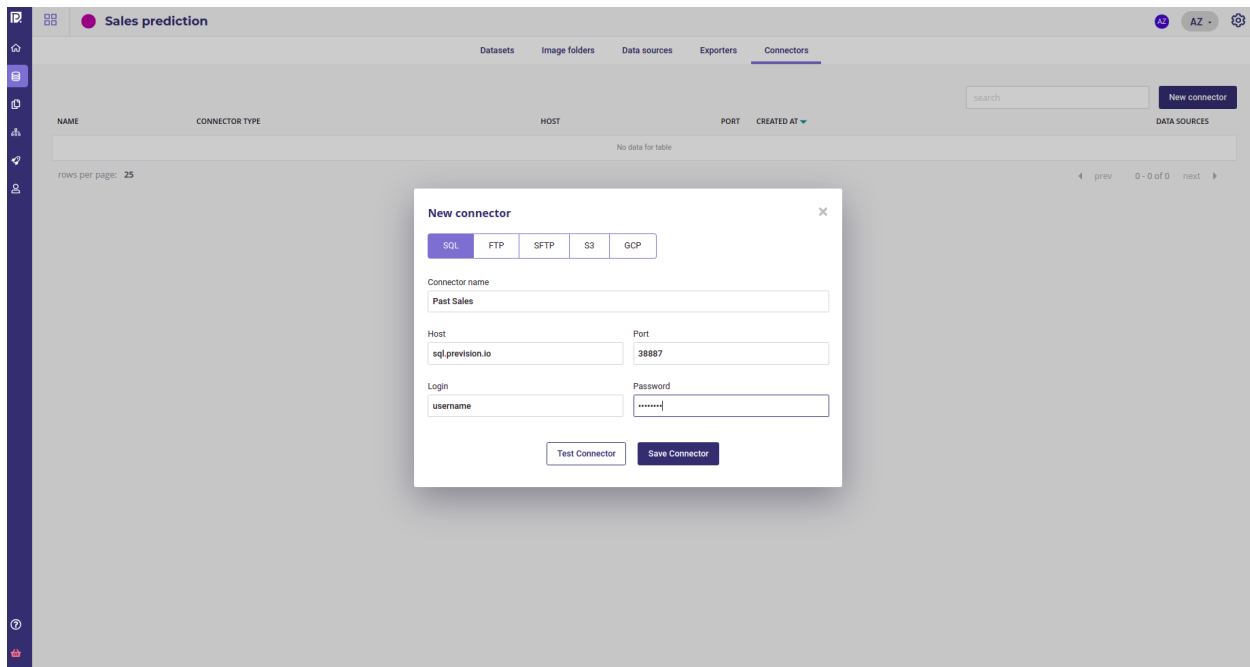 Sales prediction
AZ AZ
Datasets Image folders Data sources Exporters Connectors
search New connector
NAME CONNECTOR TYPE HOST PORT CREATED AT DATA SOURCES
No data for table
rows per page: 25 prev 0 - 0 of 0 next
New connector
SQL FTP SFTP S3 GCP
Connector name
Past Sales
Host Port
sql.prevision.io 38887
Login Password
username ••••••••
Test Connector Save Connector